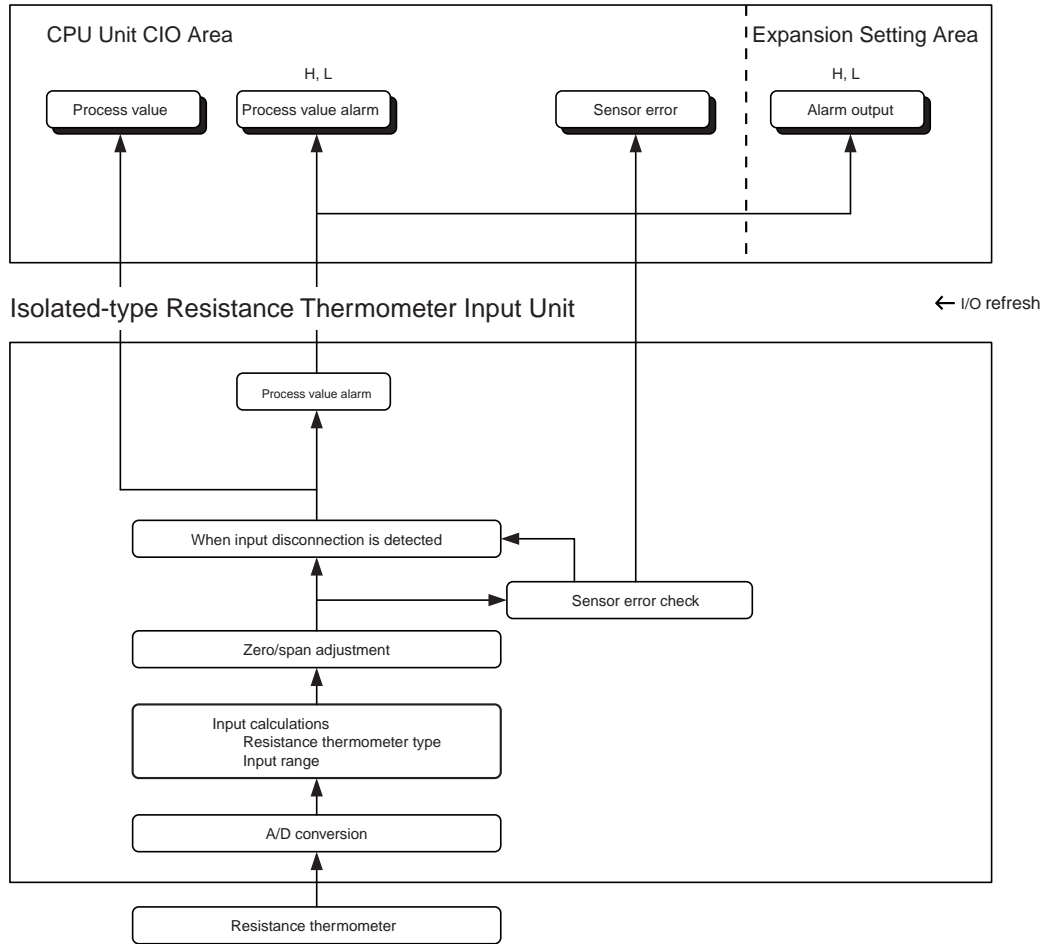 CPU Unit CIO Area
Expansion Setting Area
H, L
H, L
Process value
Process value alarm
Sensor error
Alarm output
Isolated-type Resistance Thermometer Input Unit
I/O refresh
Process value alarm
When input disconnection is detected
Sensor error check
Zero/span adjustment
Input calculations
Resistance thermometer type
Input range
A/D conversion
Resistance thermometer